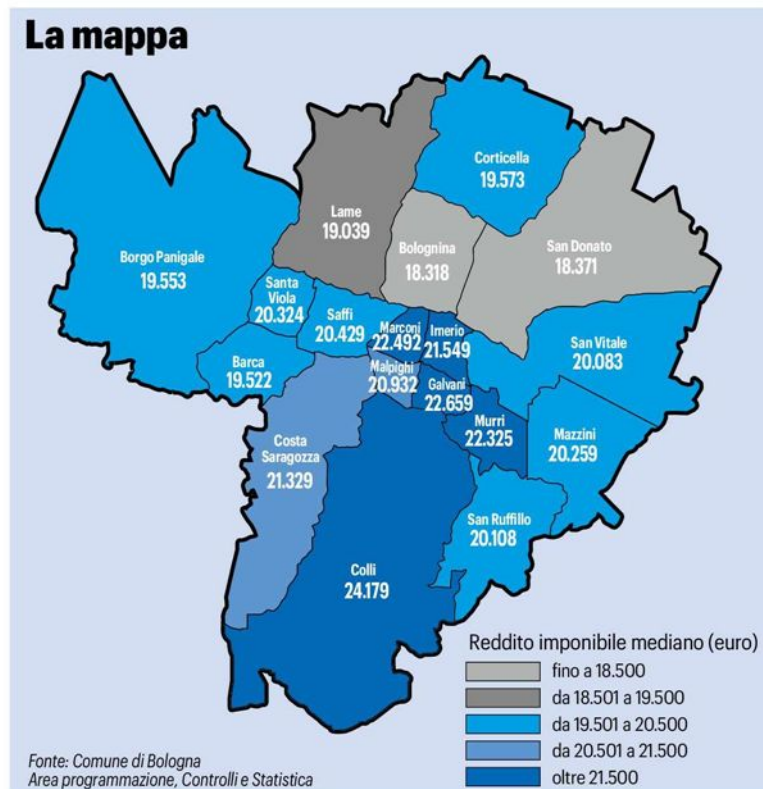 La mappa
Corticella
19.573
Lame
19.039
Bolognina
18.318
San Donato
18.371
Borgo Panigale
19.553
Santa
Viola
20.324
Saffi
20.429
Marconi
22.492
Irnerio
21.549
San Vitale
20.083
Barca
19.522
Malpighi
20.932
Galvani
22.659
Murri
22.325
Mazzini
20.259
Costa
Saragozza
21.329
San Ruffillo
20.108
Colli
24.179
Reddito imponibile mediano (euro)
fino a 18.500
da 18.501 a 19.500
da 19.501 a 20.500
da 20.501 a 21.500
oltre 21.500
Fonte: Comune di Bologna
Area programmazione, Controlli e Statistica